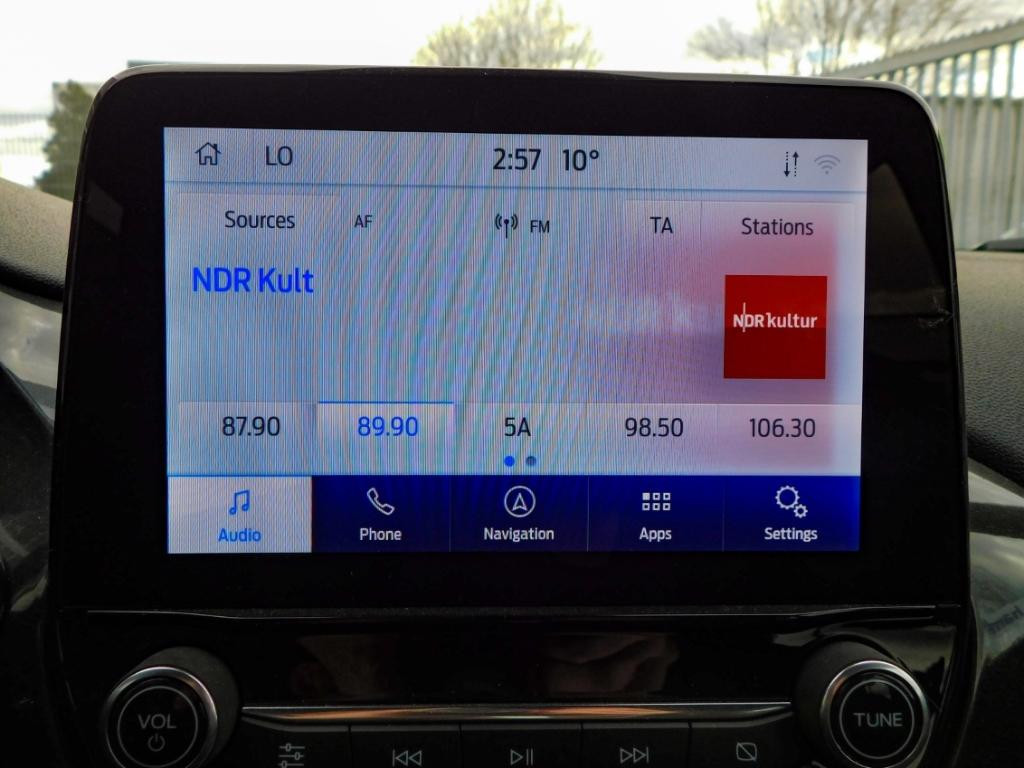 LO 2:57 10°
Sources AF FM TA Stations
NDR Kult
NDR kultur
87.90 89.90 5A 98.50 106.30
Audio Phone Navigation Apps Settings
VOL TUNE